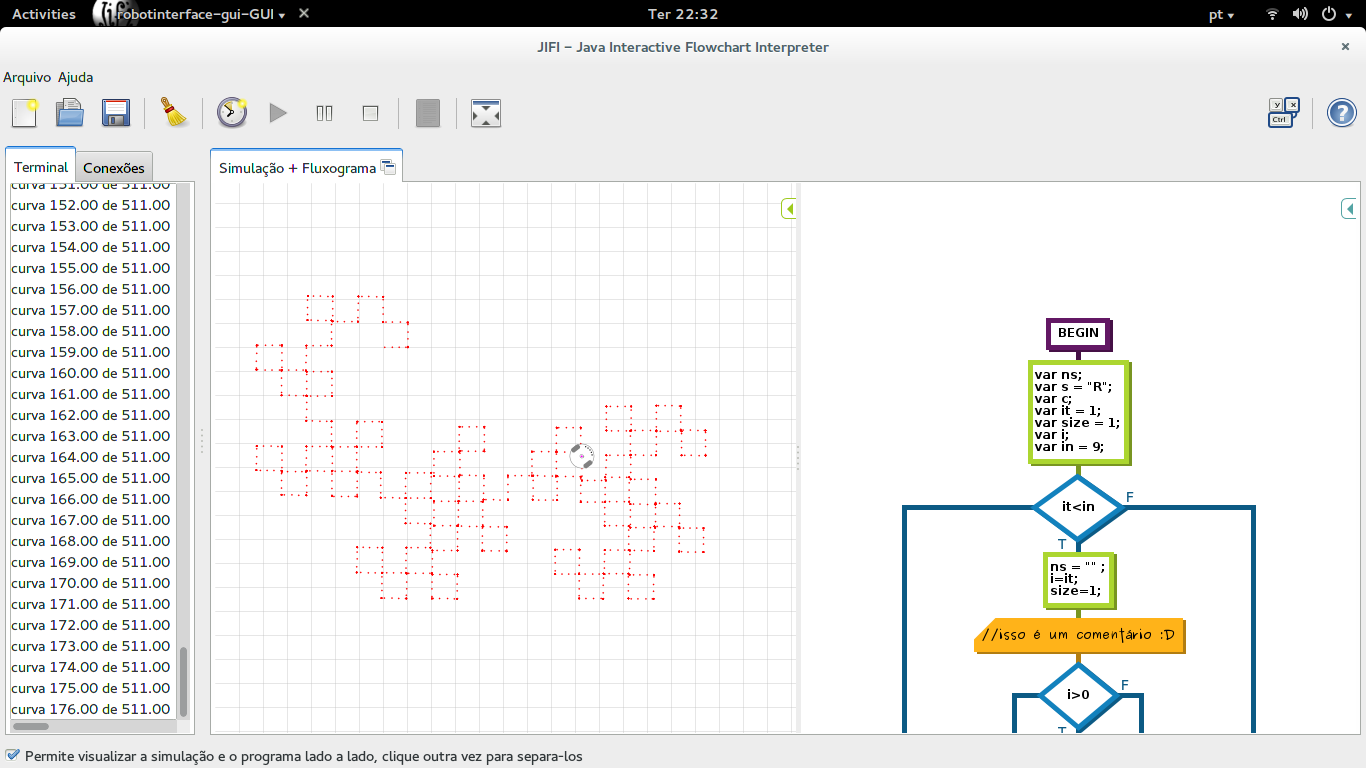 Activities
robotinterface-gui-GUI
Ter 22:32
pt
JIFI – Java Interactive Flowchart Interpreter
Arquivo Ajuda
Y X
Ctrl
Terminal
Conexões
Simulação + Fluxograma
curva 151.00 de 511.00
curva 152.00 de 511.00
curva 153.00 de 511.00
curva 154.00 de 511.00
curva 155.00 de 511.00
curva 156.00 de 511.00
curva 157.00 de 511.00
curva 158.00 de 511.00
curva 159.00 de 511.00
curva 160.00 de 511.00
curva 161.00 de 511.00
curva 162.00 de 511.00
curva 163.00 de 511.00
curva 164.00 de 511.00
curva 165.00 de 511.00
curva 166.00 de 511.00
curva 167.00 de 511.00
curva 168.00 de 511.00
curva 169.00 de 511.00
curva 170.00 de 511.00
curva 171.00 de 511.00
curva 172.00 de 511.00
curva 173.00 de 511.00
curva 174.00 de 511.00
curva 175.00 de 511.00
curva 176.00 de 511.00
BEGIN
var ns;
var s = "R";
var c;
var it = 1;
var size = 1;
var i;
var in = 9;
it<in
F
T
ns = "" ;
i=it;
size=1;
//isso é um comentário :D
i>0
F
T
Permite visualizar a simulação e o programa lado a lado, clique outra vez para separa-los